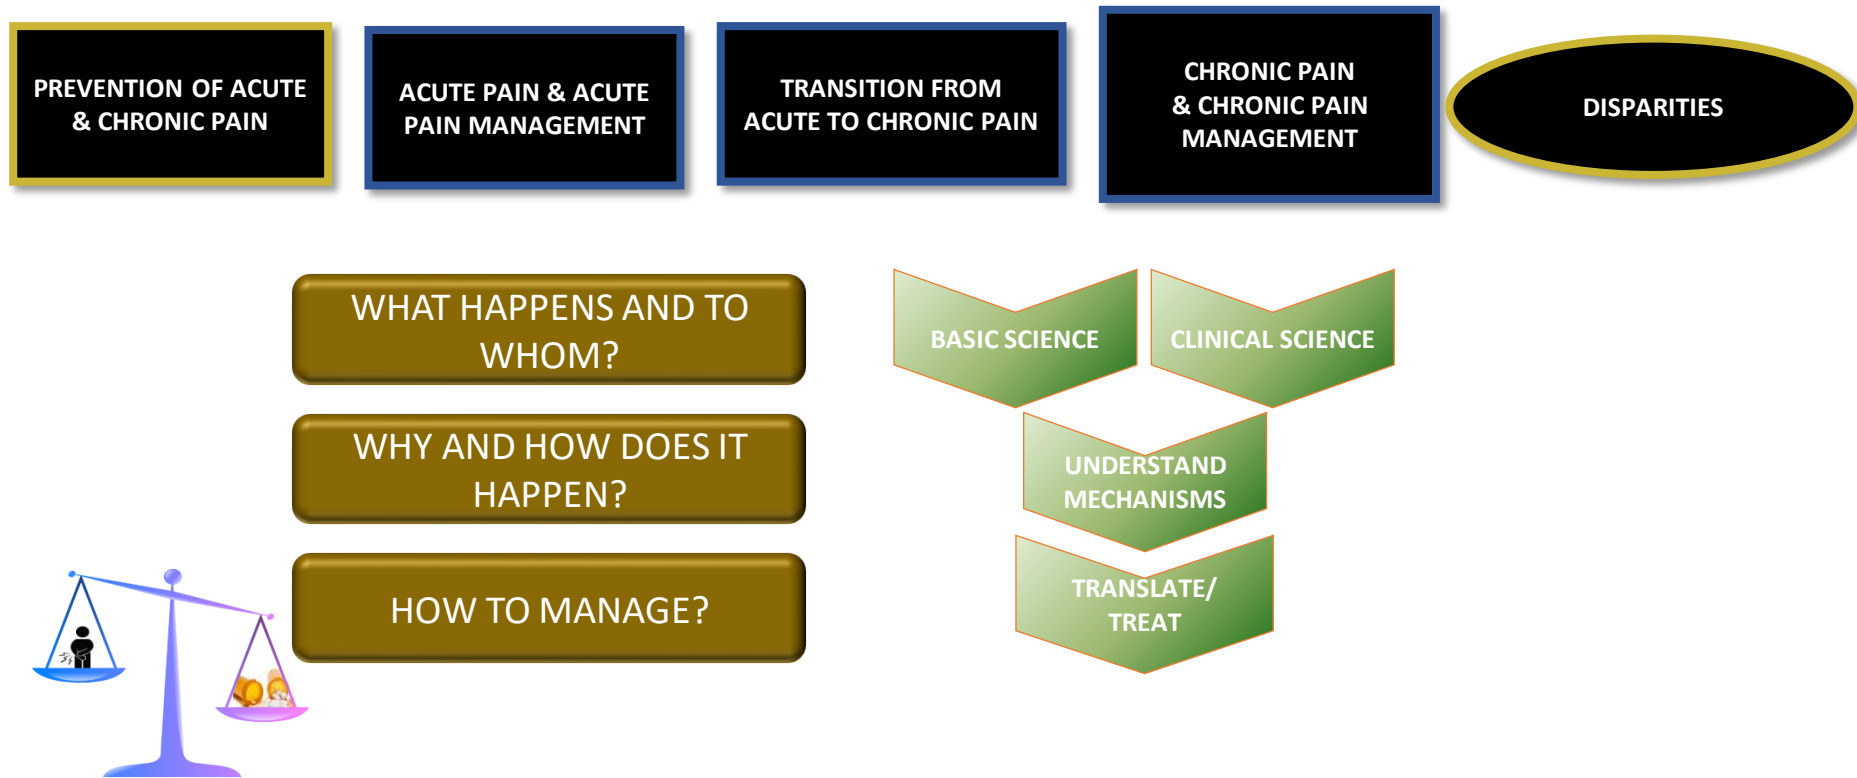 PREVENTION OF ACUTE
& CHRONIC PAIN
ACUTE PAIN & ACUTE
PAIN MANAGEMENT
TRANSITION FROM
ACUTE TO CHRONIC PAIN
CHRONIC PAIN
& CHRONIC PAIN
MANAGEMENT
DISPARITIES
WHAT HAPPENS AND TO
WHOM?
WHY AND HOW DOES IT
HAPPEN?
HOW TO MANAGE?
BASIC SCIENCE
CLINICAL SCIENCE
UNDERSTAND
MECHANISMS
TRANSLATE/
TREAT